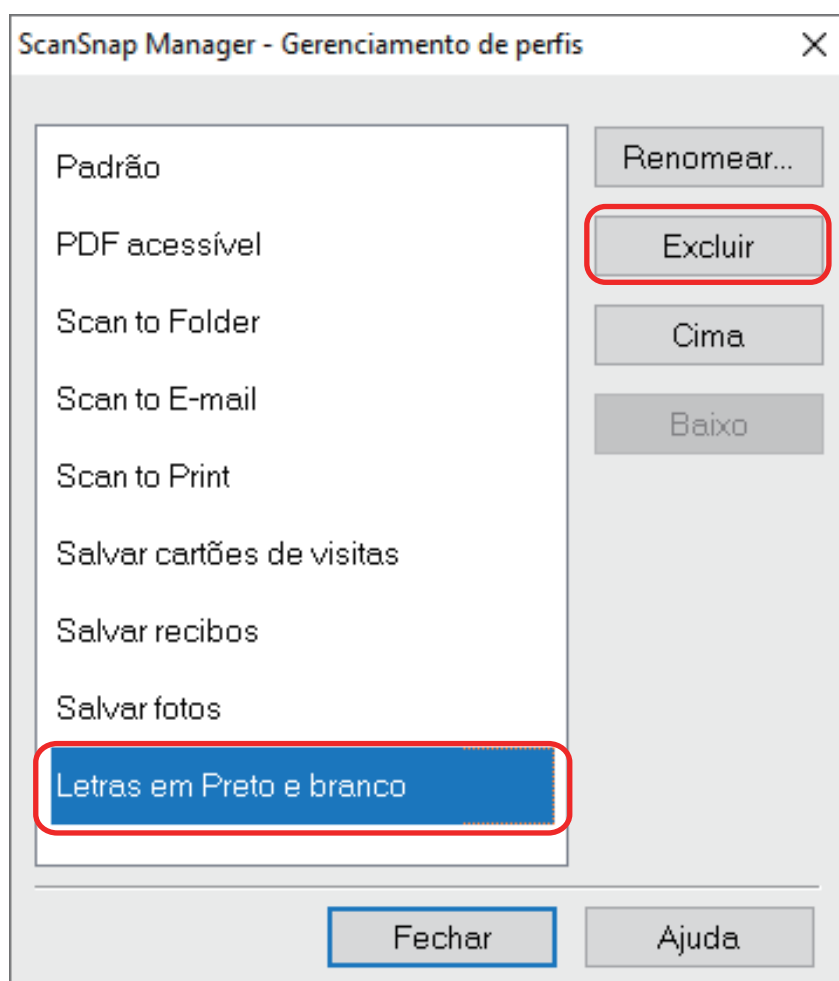 ScanSnap Manager - Gerenciamento de perfis
Padrão
PDF acessível
Scan to Folder
Scan to E-mail
Scan to Print
Salvar cartões de visitas
Salvar recibos
Salvar fotos
Letras em Preto e branco
Renomear...
Excluir
Cima
Baixo
Fechar
Ajuda